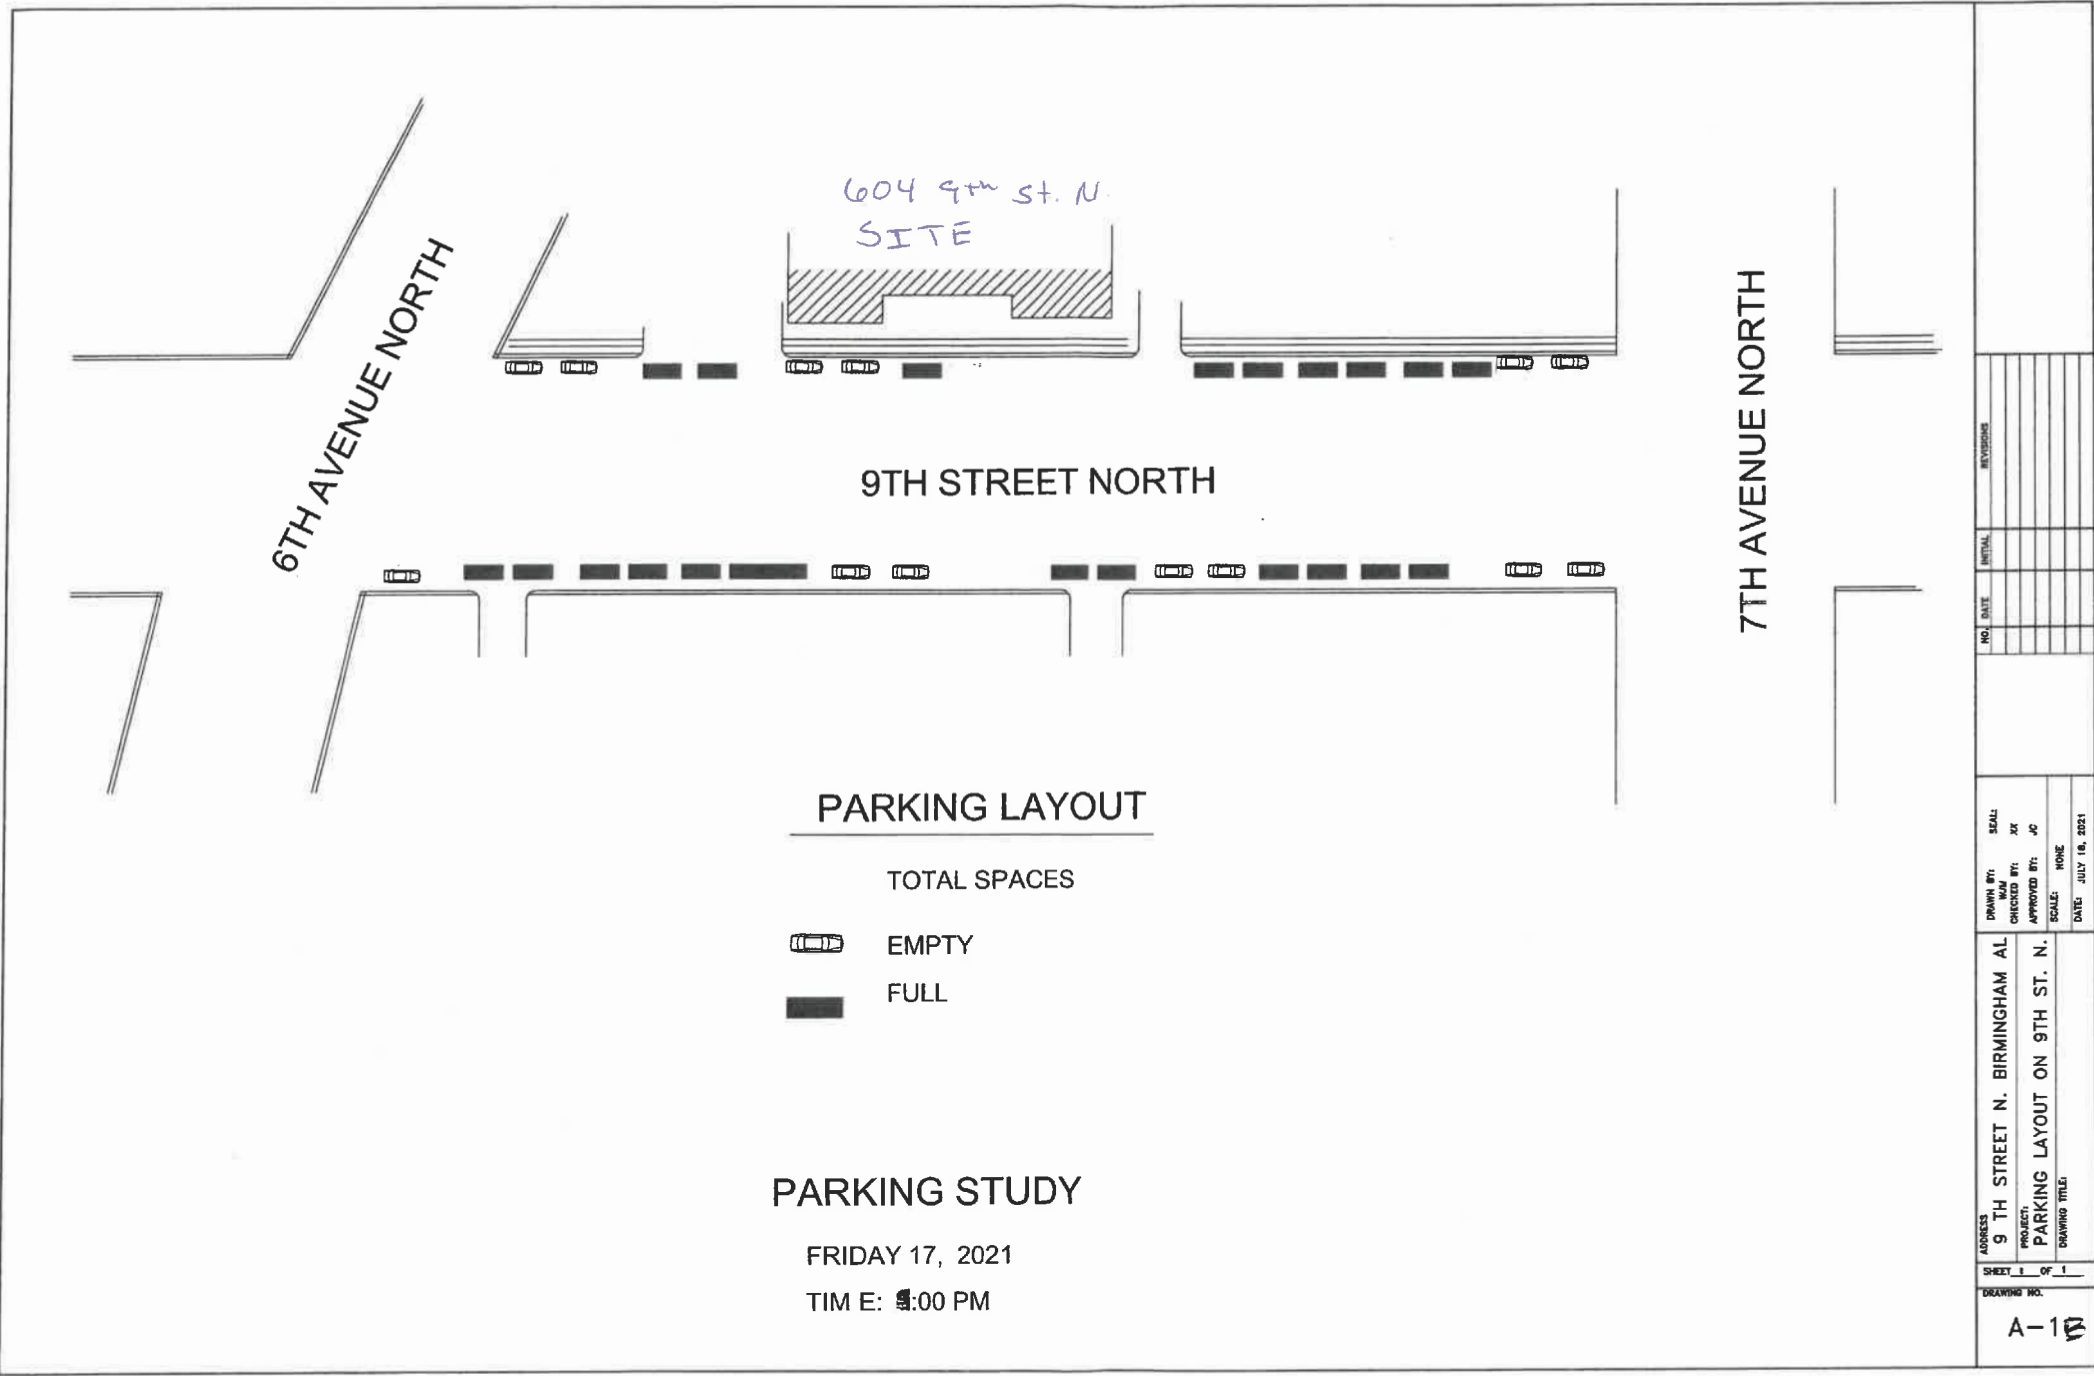 604 9th St. N.
SITE
6TH AVENUE NORTH
9TH STREET NORTH
7TH AVENUE NORTH
PARKING LAYOUT
TOTAL SPACES
EMPTY
FULL
PARKING STUDY
FRIDAY 17, 2021
TIM E: :00 PM
REVISIONS
NO. DATE INITIAL
DRAWN BY: SEAL:
WJW
CHECKED BY: XX
APPROVED BY: JC
SCALE: NONE
DATE: JULY 18, 2021
ADDRESS
9 TH STREET N. BIRMINGHAM AL
PROJECT:
PARKING LAYOUT ON 9TH ST. N.
DRAWING TITLE:
SHEET 1 OF 1
DRAWING NO.
A-1B